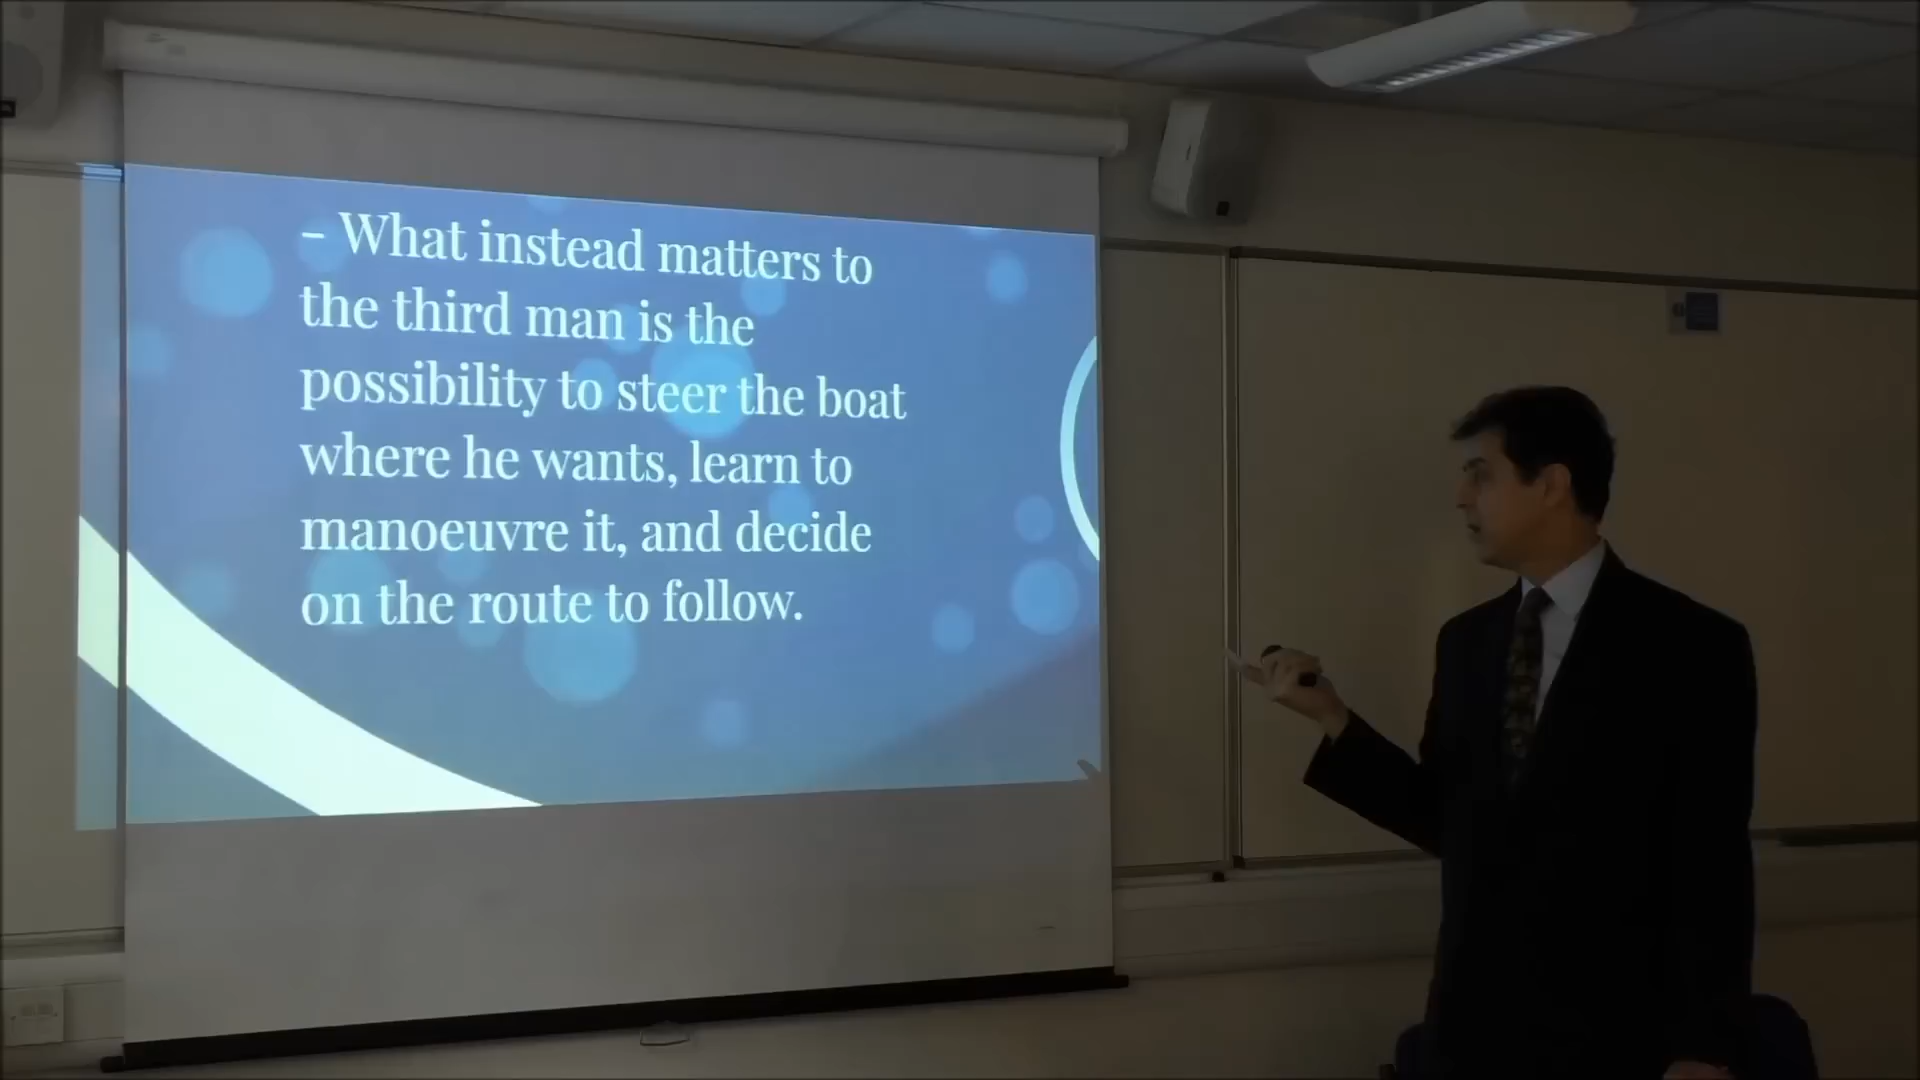 – What instead matters to
the third man is the
possibility to steer the boat
where he wants, learn to
manoeuvre it, and decide
on the route to follow.